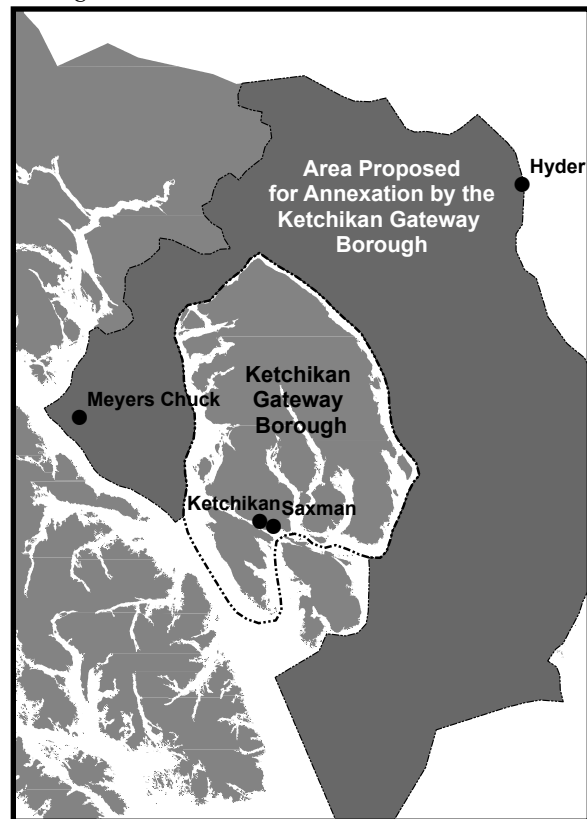 Area Proposed
for Annexation by the
Ketchikan Gateway
Borough
Hyder
Ketchikan
Gateway
Borough
Meyers Chuck
Ketchikan
Saxman